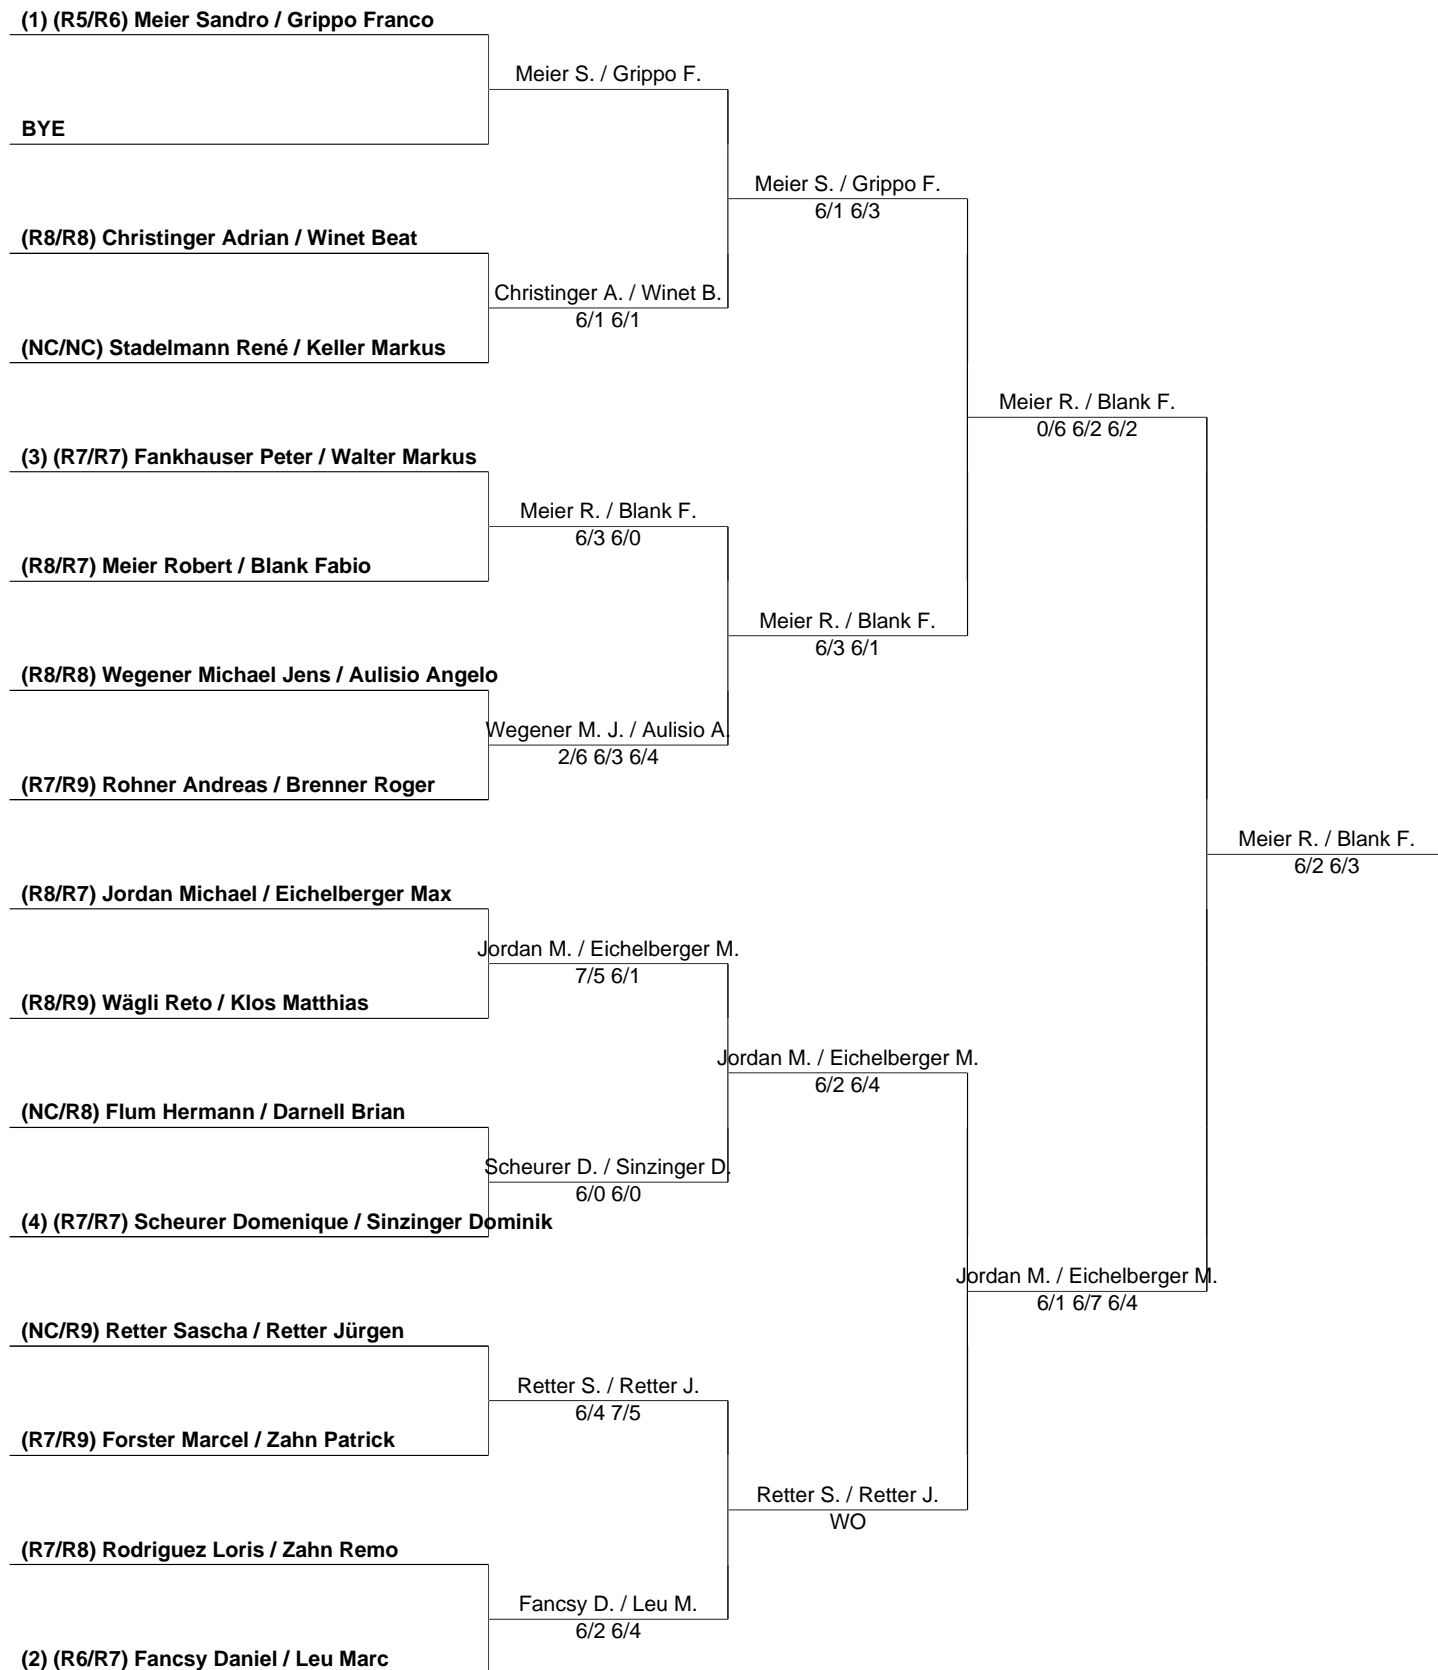 (1) (R5/R6) Meier Sandro / Grippo Franco
Meier S. / Grippo F.
BYE
Meier S. / Grippo F.
6/1 6/3
(R8/R8) Christinger Adrian / Winet Beat
Christinger A. / Winet B.
6/1 6/1
(NC/NC) Stadelmann René / Keller Markus
Meier R. / Blank F.
0/6 6/2 6/2
(3) (R7/R7) Fankhauser Peter / Walter Markus
Meier R. / Blank F.
6/3 6/0
(R8/R7) Meier Robert / Blank Fabio
Meier R. / Blank F.
6/3 6/1
(R8/R8) Wegener Michael Jens / Aulisio Angelo
Wegener M. J. / Aulisio A.
2/6 6/3 6/4
(R7/R9) Rohner Andreas / Brenner Roger
Meier R. / Blank F.
6/2 6/3
(R8/R7) Jordan Michael / Eichelberger Max
Jordan M. / Eichelberger M.
7/5 6/1
(R8/R9) Wägli Reto / Klos Matthias
Jordan M. / Eichelberger M.
6/2 6/4
(NC/R8) Flum Hermann / Darnell Brian
Scheurer D. / Sinzinger D.
6/0 6/0
(4) (R7/R7) Scheurer Domenique / Sinzinger Dominik
Jordan M. / Eichelberger M.
6/1 6/7 6/4
(NC/R9) Retter Sascha / Retter Jürgen
Retter S. / Retter J.
6/4 7/5
(R7/R9) Forster Marcel / Zahn Patrick
Retter S. / Retter J.
WO
(R7/R8) Rodriguez Loris / Zahn Remo
Fancsy D. / Leu M.
6/2 6/4
(2) (R6/R7) Fancsy Daniel / Leu Marc